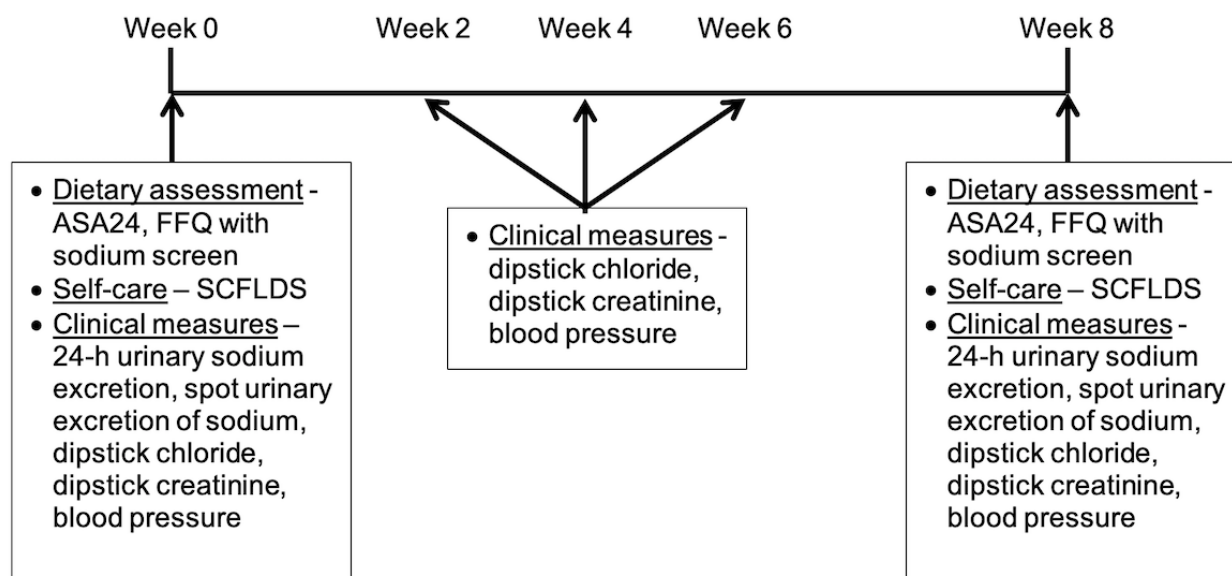 Week 0 Week 2 Week 4 Week 6 Week 8
• Dietary assessment -
ASA24, FFQ with
sodium screen
• Self-care – SCFLDS
• Clinical measures –
24-h urinary sodium
excretion, spot urinary
excretion of sodium,
dipstick chloride,
dipstick creatinine,
blood pressure
• Clinical measures -
dipstick chloride,
dipstick creatinine,
blood pressure
• Dietary assessment -
ASA24, FFQ with
sodium screen
• Self-care – SCFLDS
• Clinical measures -
24-h urinary sodium
excretion, spot urinary
excretion of sodium,
dipstick chloride,
dipstick creatinine,
blood pressure